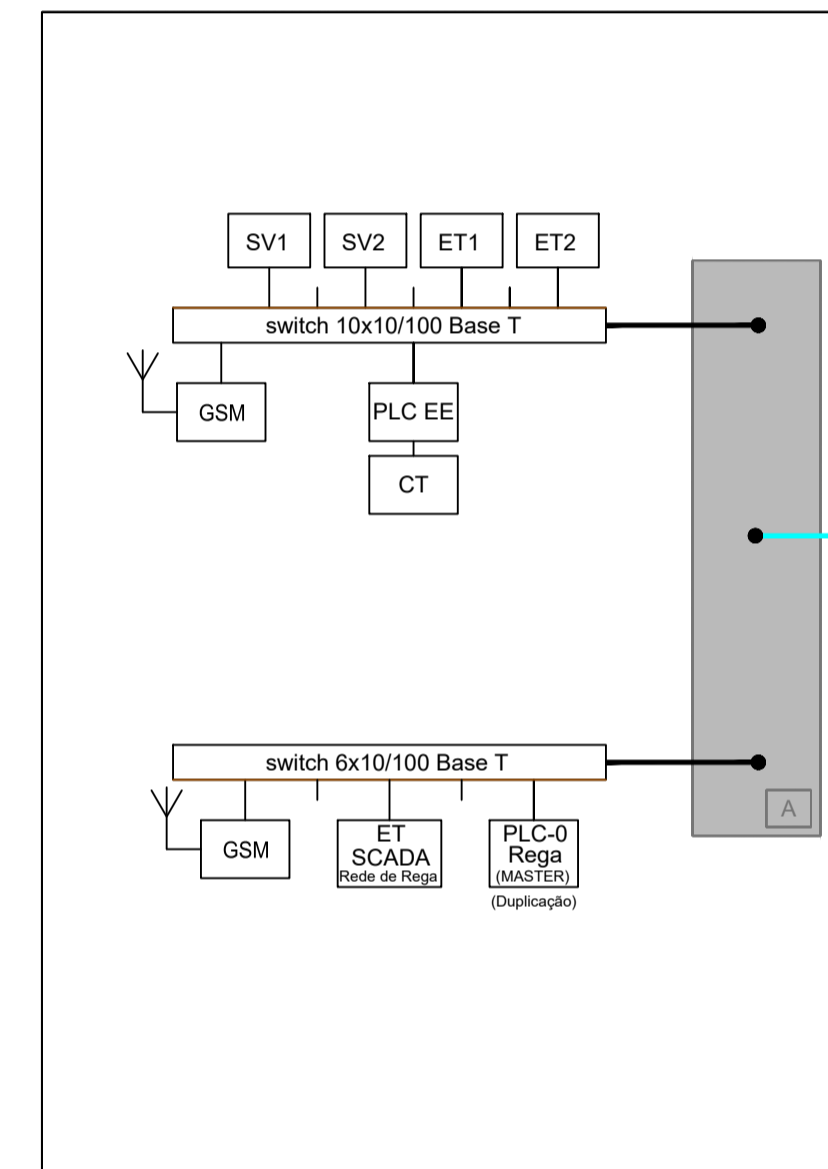 SV1
SV2
ET1
ET2
switch 10x10/100 Base T
GSM
PLC EE
CT
switch 6x10/100 Base T
A
GSM
ET
SCADA
Rede de Rega
PLC-0
Rega
(MASTER)
(Duplicação)